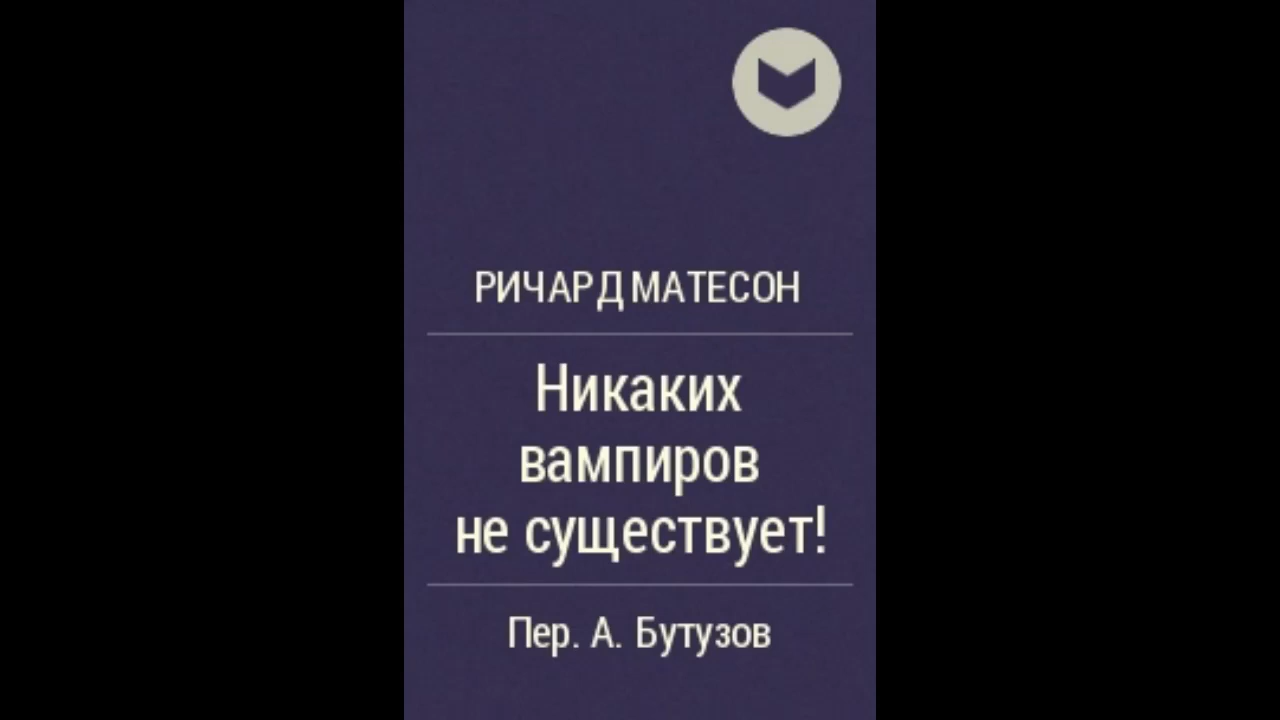 РИЧАРД МАТЕСОН
Никаких
вампиров
не существует!
Пер. А. Бутузов